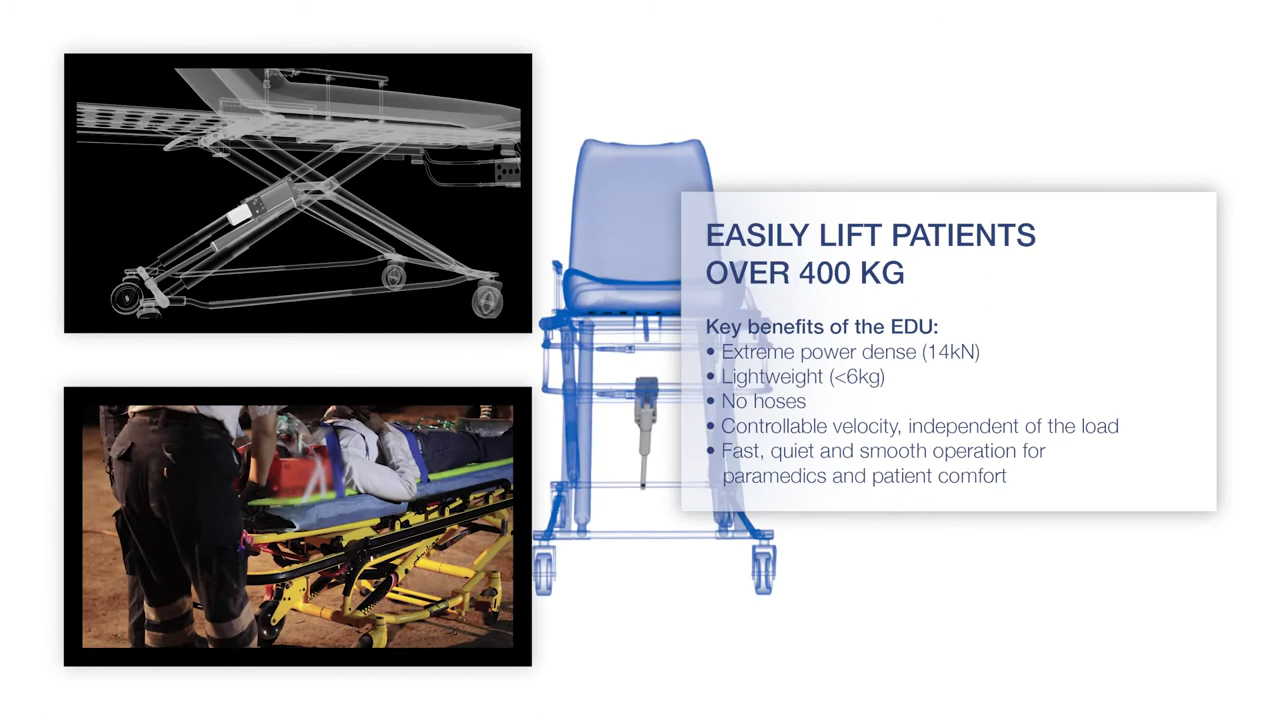 EASILY LIFT PATIENTS
OVER 400 KG
Key benefits of the EDU:
• Extreme power dense (14kN)
• Lightweight (<6kg)
• No hoses
• Controllable velocity, independent of the load
• Fast, quiet and smooth operation for
paramedics and patient comfort